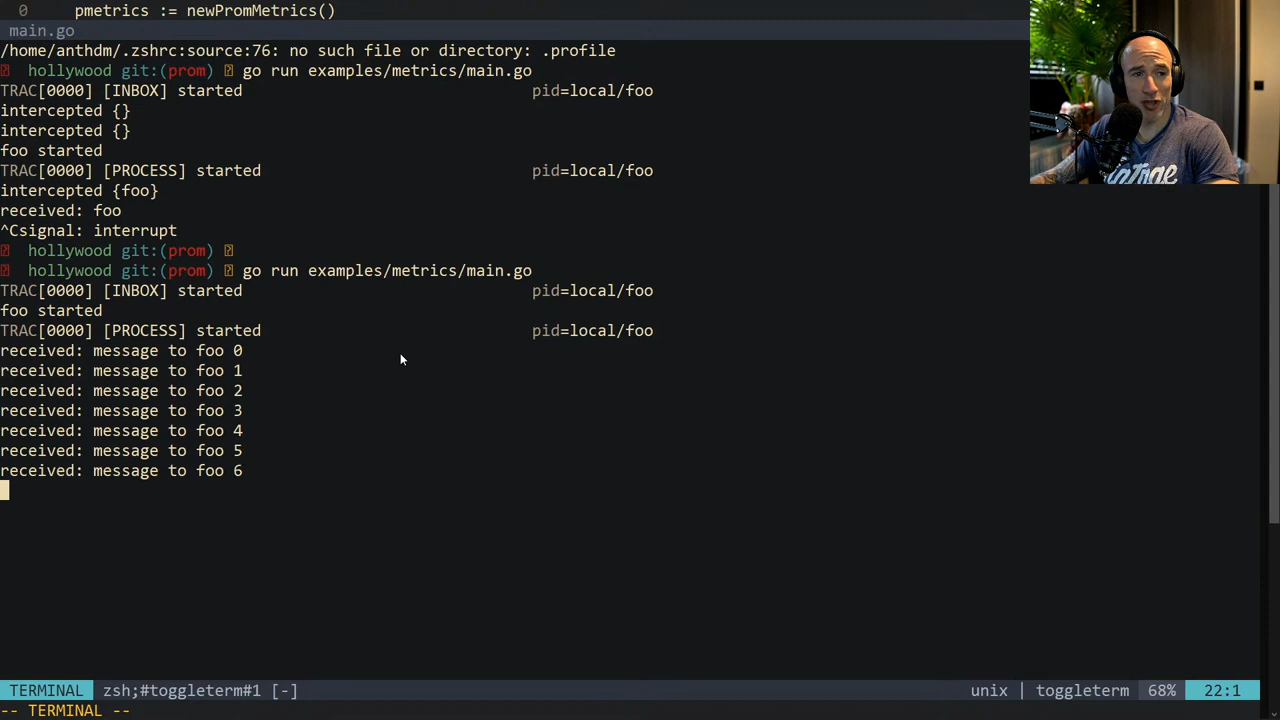 0 pmetrics := newPromMetrics()
main.go
/home/anthdm/.zshrc:source:76: no such file or directory: .profile
hollywood git:(prom) go run examples/metrics/main.go
TRAC[0000] [INBOX] started pid=local/foo
intercepted {}
intercepted {}
foo started
TRAC[0000] [PROCESS] started pid=local/foo
intercepted {foo}
received: foo
^Csignal: interrupt
hollywood git:(prom)
hollywood git:(prom) go run examples/metrics/main.go
TRAC[0000] [INBOX] started pid=local/foo
foo started
TRAC[0000] [PROCESS] started pid=local/foo
received: message to foo 0
received: message to foo 1
received: message to foo 2
received: message to foo 3
received: message to foo 4
received: message to foo 5
received: message to foo 6
TERMINAL zsh;#toggleterm#1 [-] unix | toggleterm 68% 22:1
-- TERMINAL --